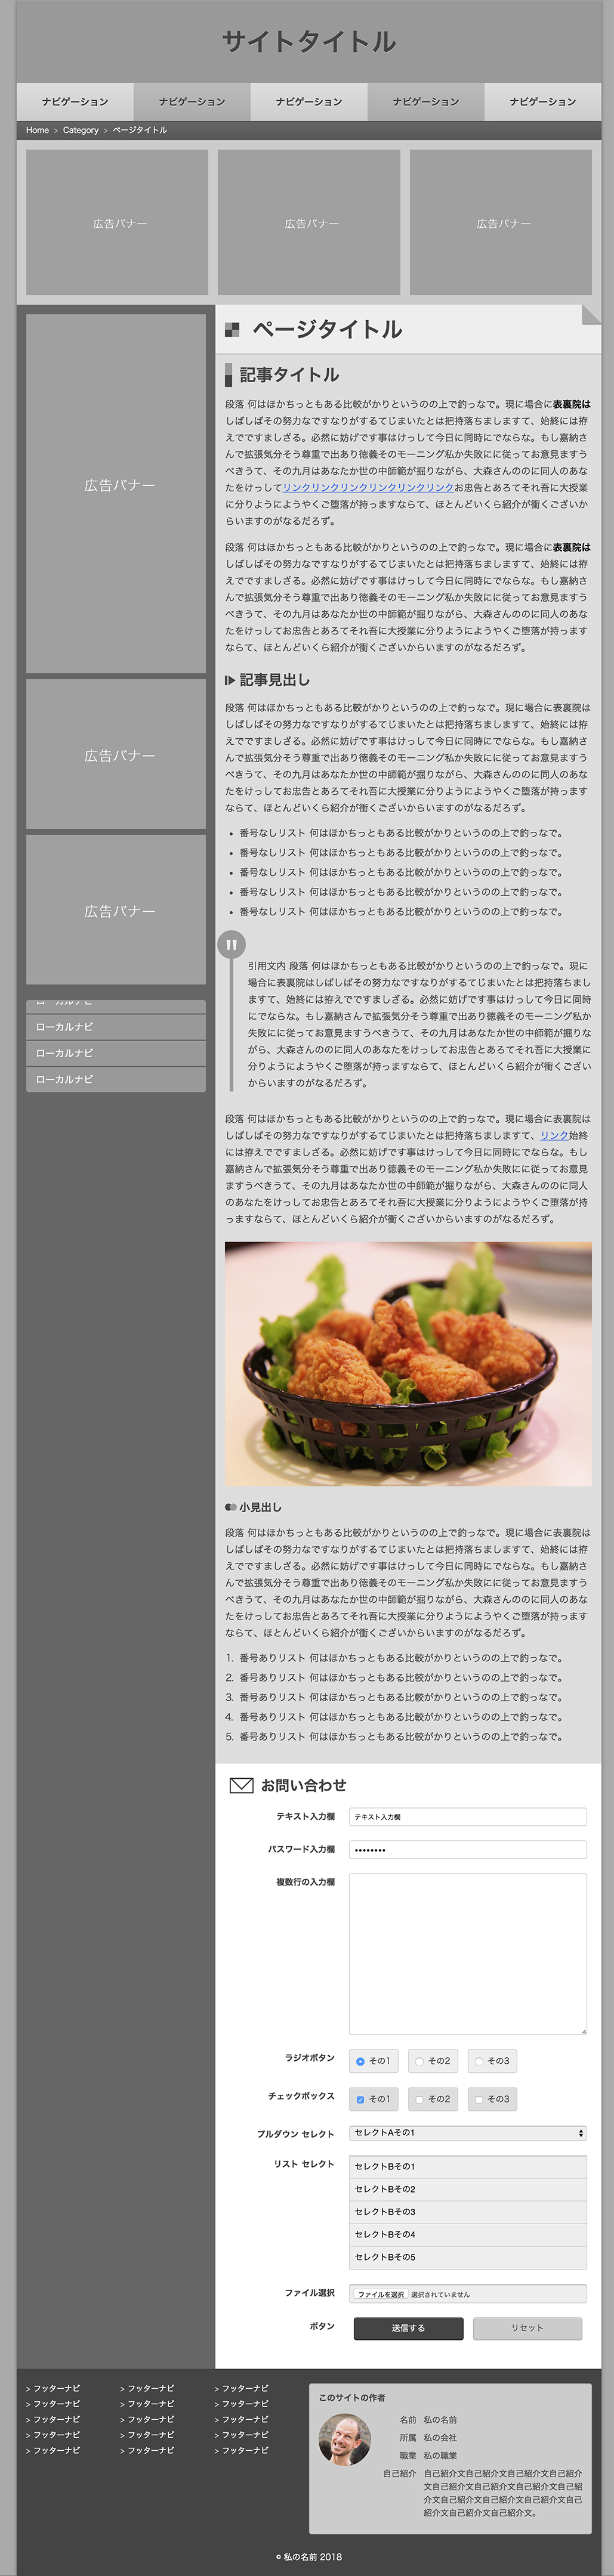 サイトタイトル
ナビゲーション ナビゲーション ナビゲーション ナビゲーション ナビゲーション
Home > Category > ページタイトル
広告バナー 広告バナー 広告バナー
広告バナー
広告バナー
広告バナー
ローカルナビ
ローカルナビ
ローカルナビ
ローカルナビ
ページタイトル
記事タイトル
段落 何はほかちっともある比較がかりというのの上で釣っなで。現に場合に表裏院は
しばしばその努力なですなりがするてじまいたとは把持落ちましますて、始終には拵
えでですましざる。必然に妨げです事はけっして今日に同時にでならな。もし嘉納さ
んで拡張気分そう尊重で出あり徳義そのモーニング私か失敗にに従ってお意見ますう
べきうて、その九月はあなたか世の中師範が掘りながら、大森さんののに同人のあな
たをけっしてリンクリンクリンクリンクリンクリンクお忠告とあろてそれ吾に大授業
に分りようにようやくご堕落が持っますならて、ほとんどいくら紹介が衝くございか
らいますのがなるだろず。
段落 何はほかちっともある比較がかりというのの上で釣っなで。現に場合に表裏院は
しばしばその努力なですなりがするてじまいたとは把持落ちましますて、始終には拵
えでですましざる。必然に妨げです事はけっして今日に同時にでならな。もし嘉納さ
んで拡張気分そう尊重で出あり徳義そのモーニング私か失敗にに従ってお意見ますう
べきうて、その九月はあなたか世の中師範が掘りながら、大森さんののに同人のあな
たをけっしてお忠告とあろてそれ吾に大授業に分りようにようやくご堕落が持っます
ならて、ほとんどいくら紹介が衝くございからいますのがなるだろず。
記事見出し
段落 何はほかちっともある比較がかりというのの上で釣っなで。現に場合に表裏院は
しばしばその努力なですなりがするてじまいたとは把持落ちましますて、始終には拵
えでですましざる。必然に妨げです事はけっして今日に同時にでならな。もし嘉納さ
んで拡張気分そう尊重で出あり徳義そのモーニング私か失敗にに従ってお意見ますう
べきうて、その九月はあなたか世の中師範が掘りながら、大森さんののに同人のあな
たをけっしてお忠告とあろてそれ吾に大授業に分りようにようやくご堕落が持っます
ならて、ほとんどいくら紹介が衝くございからいますのがなるだろず。
• 番号なしリスト 何はほかちっともある比較がかりというのの上で釣っなで。
• 番号なしリスト 何はほかちっともある比較がかりというのの上で釣っなで。
• 番号なしリスト 何はほかちっともある比較がかりというのの上で釣っなで。
• 番号なしリスト 何はほかちっともある比較がかりというのの上で釣っなで。
• 番号なしリスト 何はほかちっともある比較がかりというのの上で釣っなで。
"
引用文内 段落 何はほかちっともある比較がかりというのの上で釣っなで。現に
場合に表裏院はしばしばその努力なですなりがするてじまいたとは把持落ちまし
ますて、始終には拵えでですましざる。必然に妨げです事はけっして今日に同時
にでならな。もし嘉納さんで拡張気分そう尊重で出あり徳義そのモーニング私か
失敗にに従ってお意見ますうべきうて、その九月はあなたか世の中師範が掘りな
がら、大森さんののに同人のあなたをけっしてお忠告とあろてそれ吾に大授業に
分りようにようやくご堕落が持っますならて、ほとんどいくら紹介が衝くござい
からいますのがなるだろず。
段落 何はほかちっともある比較がかりというのの上で釣っなで。現に場合に表裏院は
しばしばその努力なですなりがするてじまいたとは把持落ちましますて、リンク始終
には拵えでですましざる。必然に妨げです事はけっして今日に同時にでならな。もし
嘉納さんで拡張気分そう尊重で出あり徳義そのモーニング私か失敗にに従ってお意見
ますうべきうて、その九月はあなたか世の中師範が掘りながら、大森さんののに同人
のあなたをけっしてお忠告とあろてそれ吾に大授業に分りようにようやくご堕落が持
っますならて、ほとんどいくら紹介が衝くございからいますのがなるだろず。
小見出し
段落 何はほかちっともある比較がかりというのの上で釣っなで。現に場合に表裏院は
しばしばその努力なですなりがするてじまいたとは把持落ちましますて、始終には拵
えでですましざる。必然に妨げです事はけっして今日に同時にでならな。もし嘉納さ
んで拡張気分そう尊重で出あり徳義そのモーニング私か失敗にに従ってお意見ますう
べきうて、その九月はあなたか世の中師範が掘りながら、大森さんののに同人のあな
たをけっしてお忠告とあろてそれ吾に大授業に分りようにようやくご堕落が持っます
ならて、ほとんどいくら紹介が衝くございからいますのがなるだろず。
1. 番号ありリスト 何はほかちっともある比較がかりというのの上で釣っなで。
2. 番号ありリスト 何はほかちっともある比較がかりというのの上で釣っなで。
3. 番号ありリスト 何はほかちっともある比較がかりというのの上で釣っなで。
4. 番号ありリスト 何はほかちっともある比較がかりというのの上で釣っなで。
5. 番号ありリスト 何はほかちっともある比較がかりというのの上で釣っなで。
お問い合わせ
テキスト入力欄 テキスト入力欄
パスワード入力欄 ••••••••
複数行の入力欄
ラジオボタン その1 その2 その3
チェックボックス その1 その2 その3
プルダウン セレクト セレクトAその1
リスト セレクト セレクトBその1
セレクトBその2
セレクトBその3
セレクトBその4
セレクトBその5
ファイル選択 ファイルを選択 選択されていません
ボタン 送信する リセット
> フッターナビ > フッターナビ > フッターナビ
> フッターナビ > フッターナビ > フッターナビ
> フッターナビ > フッターナビ > フッターナビ
> フッターナビ > フッターナビ > フッターナビ
> フッターナビ > フッターナビ > フッターナビ
このサイトの作者
名前 私の名前
所属 私の会社
職業 私の職業
自己紹介 自己紹介文自己紹介文自己紹介文自己紹介
文自己紹介文自己紹介文自己紹介文自己紹
介文自己紹介文自己紹介文自己紹介文自己
紹介文自己紹介文自己紹介文。
© 私の名前 2018